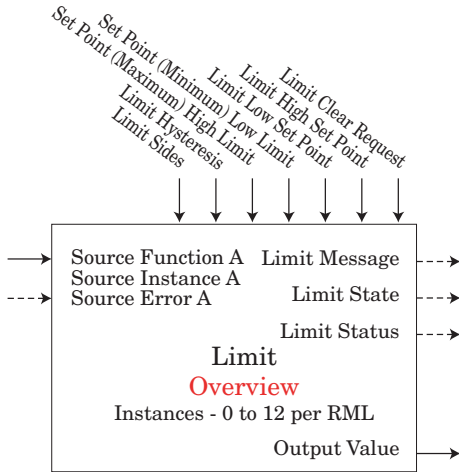 Limit Sides
Limit Hysteresis
Set Point (Maximum) High Limit
Set Point (Minimum) Low Limit
Limit Low Set Point
Limit High Set Point
Limit Clear Request
Source Function A
Source Instance A
Source Error A
Limit Message
Limit State
Limit Status
Limit
Overview
Instances - 0 to 12 per RML
Output Value